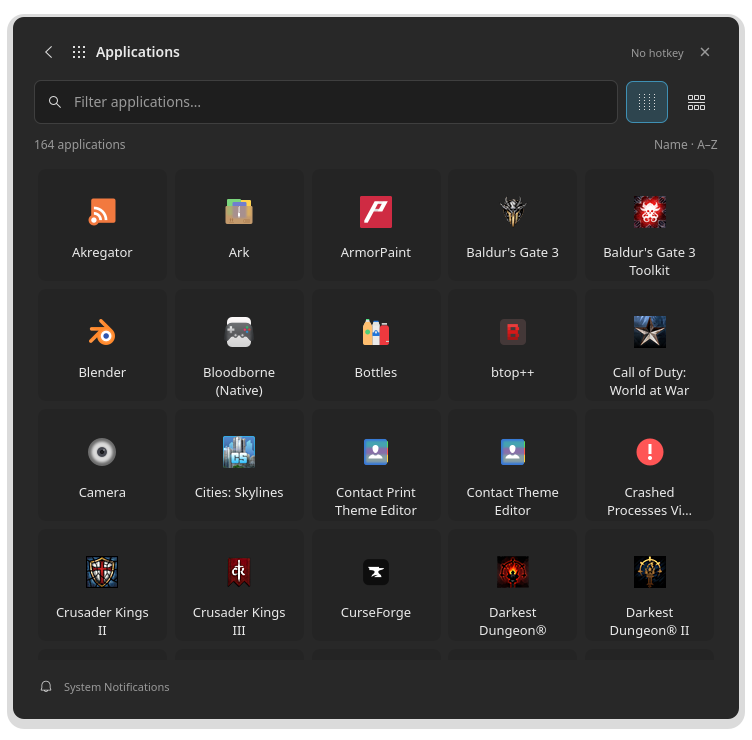 Applications
No hotkey
Filter applications...
164 applications
Name · A–Z
Akregator
Ark
ArmorPaint
Baldur's Gate 3
Baldur's Gate 3
Toolkit
Blender
Bloodborne
(Native)
Bottles
B
btop++
Call of Duty:
World at War
Camera
CS
Cities: Skylines
Contact Print
Theme Editor
Contact Theme
Editor
Crashed
Processes Vi...
Crusader Kings
II
Crusader Kings
III
CurseForge
Darkest
Dungeon®
Darkest
Dungeon® II
System Notifications